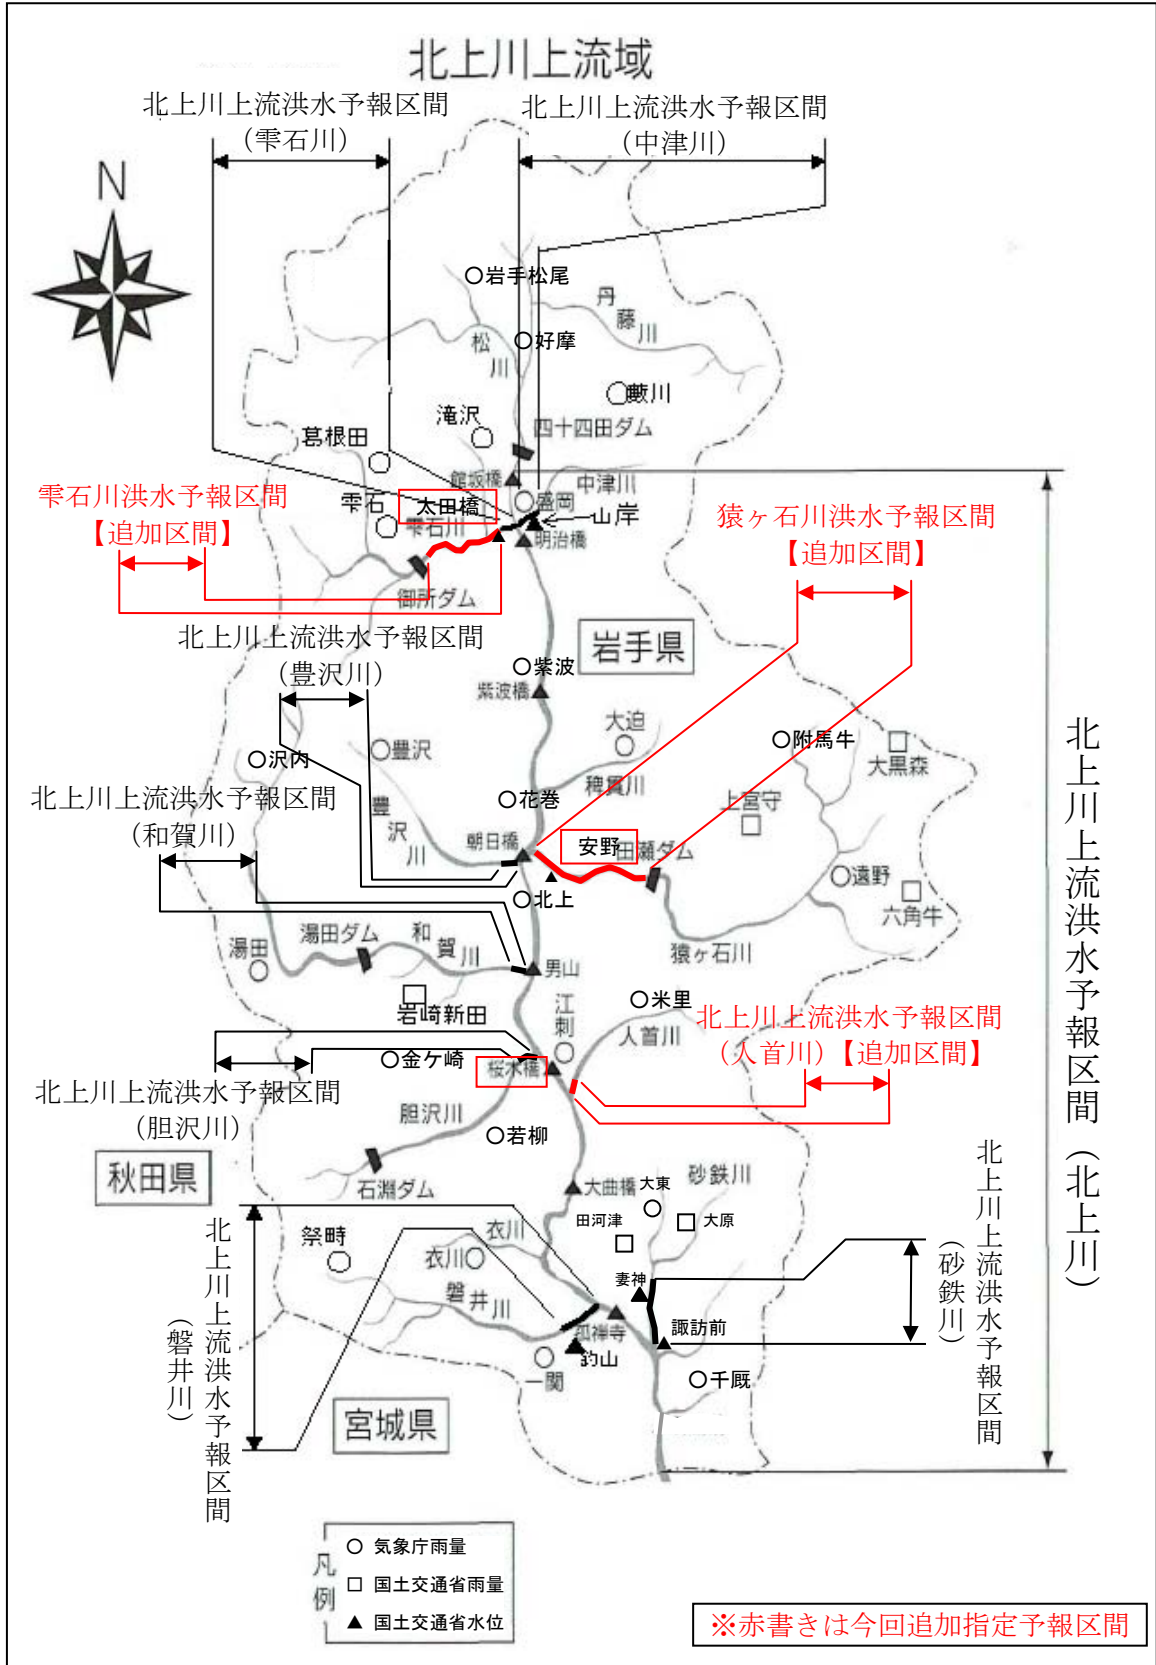 北上川上流域
北上川上流洪水予報区間
（雫石川）
北上川上流洪水予報区間
（中津川）
N
岩手松尾
丹藤川
松川
好摩
藪川
滝沢
四十四田ダム
葛根田
館坂橋
中津川
雫石川洪水予報区間
【追加区間】
雫石
太田橋
盛岡
山岸
雫石川
明治橋
猿ヶ石川洪水予報区間
【追加区間】
御所ダム
北上川上流洪水予報区間
（豊沢川）
岩手県
紫波
紫波橋
大迫
附馬牛
大黒森
沢内
豊沢
稗貫川
北上川上流洪水予報区間
（和賀川）
花巻
上宮守
豊沢川
朝日橋
安野
田瀬ダム
遠野
北上
六角牛
湯田
湯田ダム
和賀川
男山
猿ヶ石川
岩崎新田
江刺
米里
人首川
北上川上流洪水予報区間
（人首川）【追加区間】
金ケ崎
桜木橋
北上川上流洪水予報区間
（胆沢川）
胆沢川
若柳
秋田県
石淵ダム
大曲橋
大東
砂鉄川
田河津
大原
祭畤
衣川
衣川
妻神
磐井川
狐禅寺
諏訪前
釣山
一関
千厩
北上川上流洪水予報区間
（磐井川）
北上川上流洪水予報区間
（砂鉄川）
北上川上流洪水予報区間（北上川）
宮城県
凡例
気象庁雨量
国土交通省雨量
国土交通省水位
※赤書きは今回追加指定予報区間